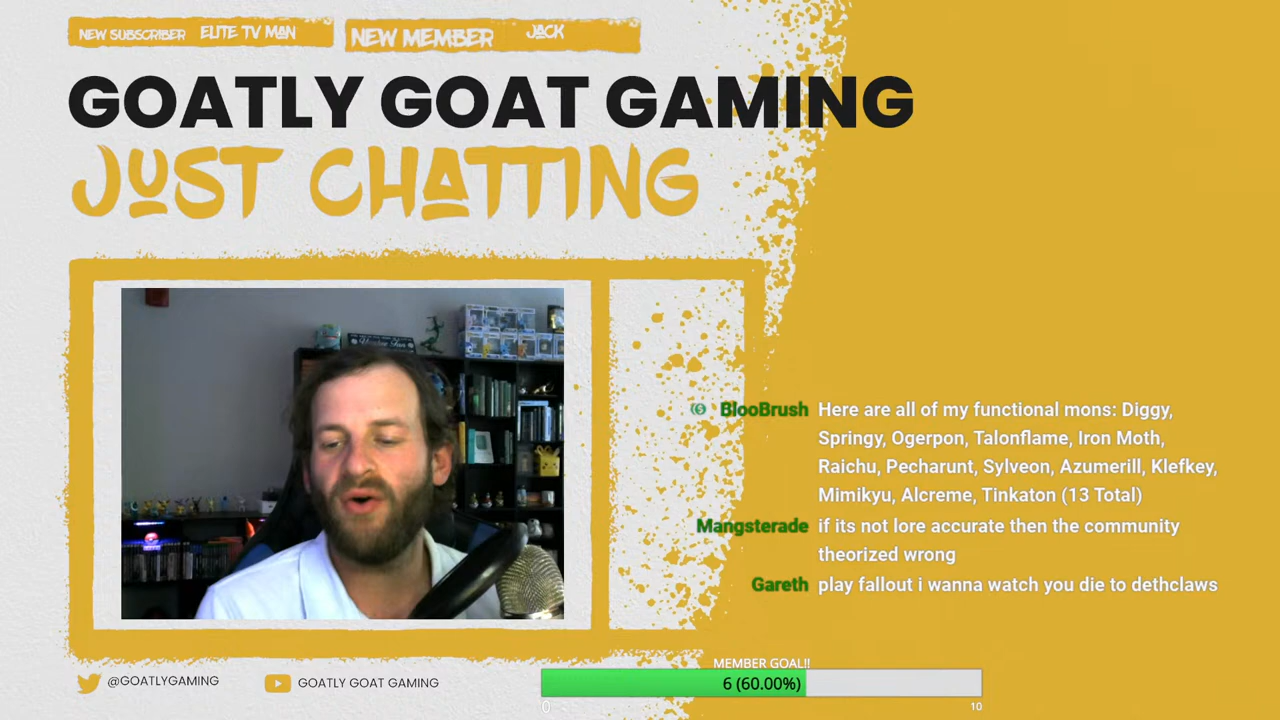 NEW SUBSCRIBER ELITE TV MAN
NEW MEMBER JACK
GOATLY GOAT GAMING
JUST CHATTING
BlooBrush Here are all of my functional mons: Diggy,
Springy, Ogerpon, Talonflame, Iron Moth,
Raichu, Pecharunt, Sylveon, Azumerill, Klefkey,
Mimikyu, Alcreme, Tinkaton (13 Total)
Mangsterade if its not lore accurate then the community
theorized wrong
Gareth play fallout i wanna watch you die to dethclaws
@GOATLYGAMING
GOATLY GOAT GAMING
MEMBER GOAL!!
6 (60.00%)
0
10